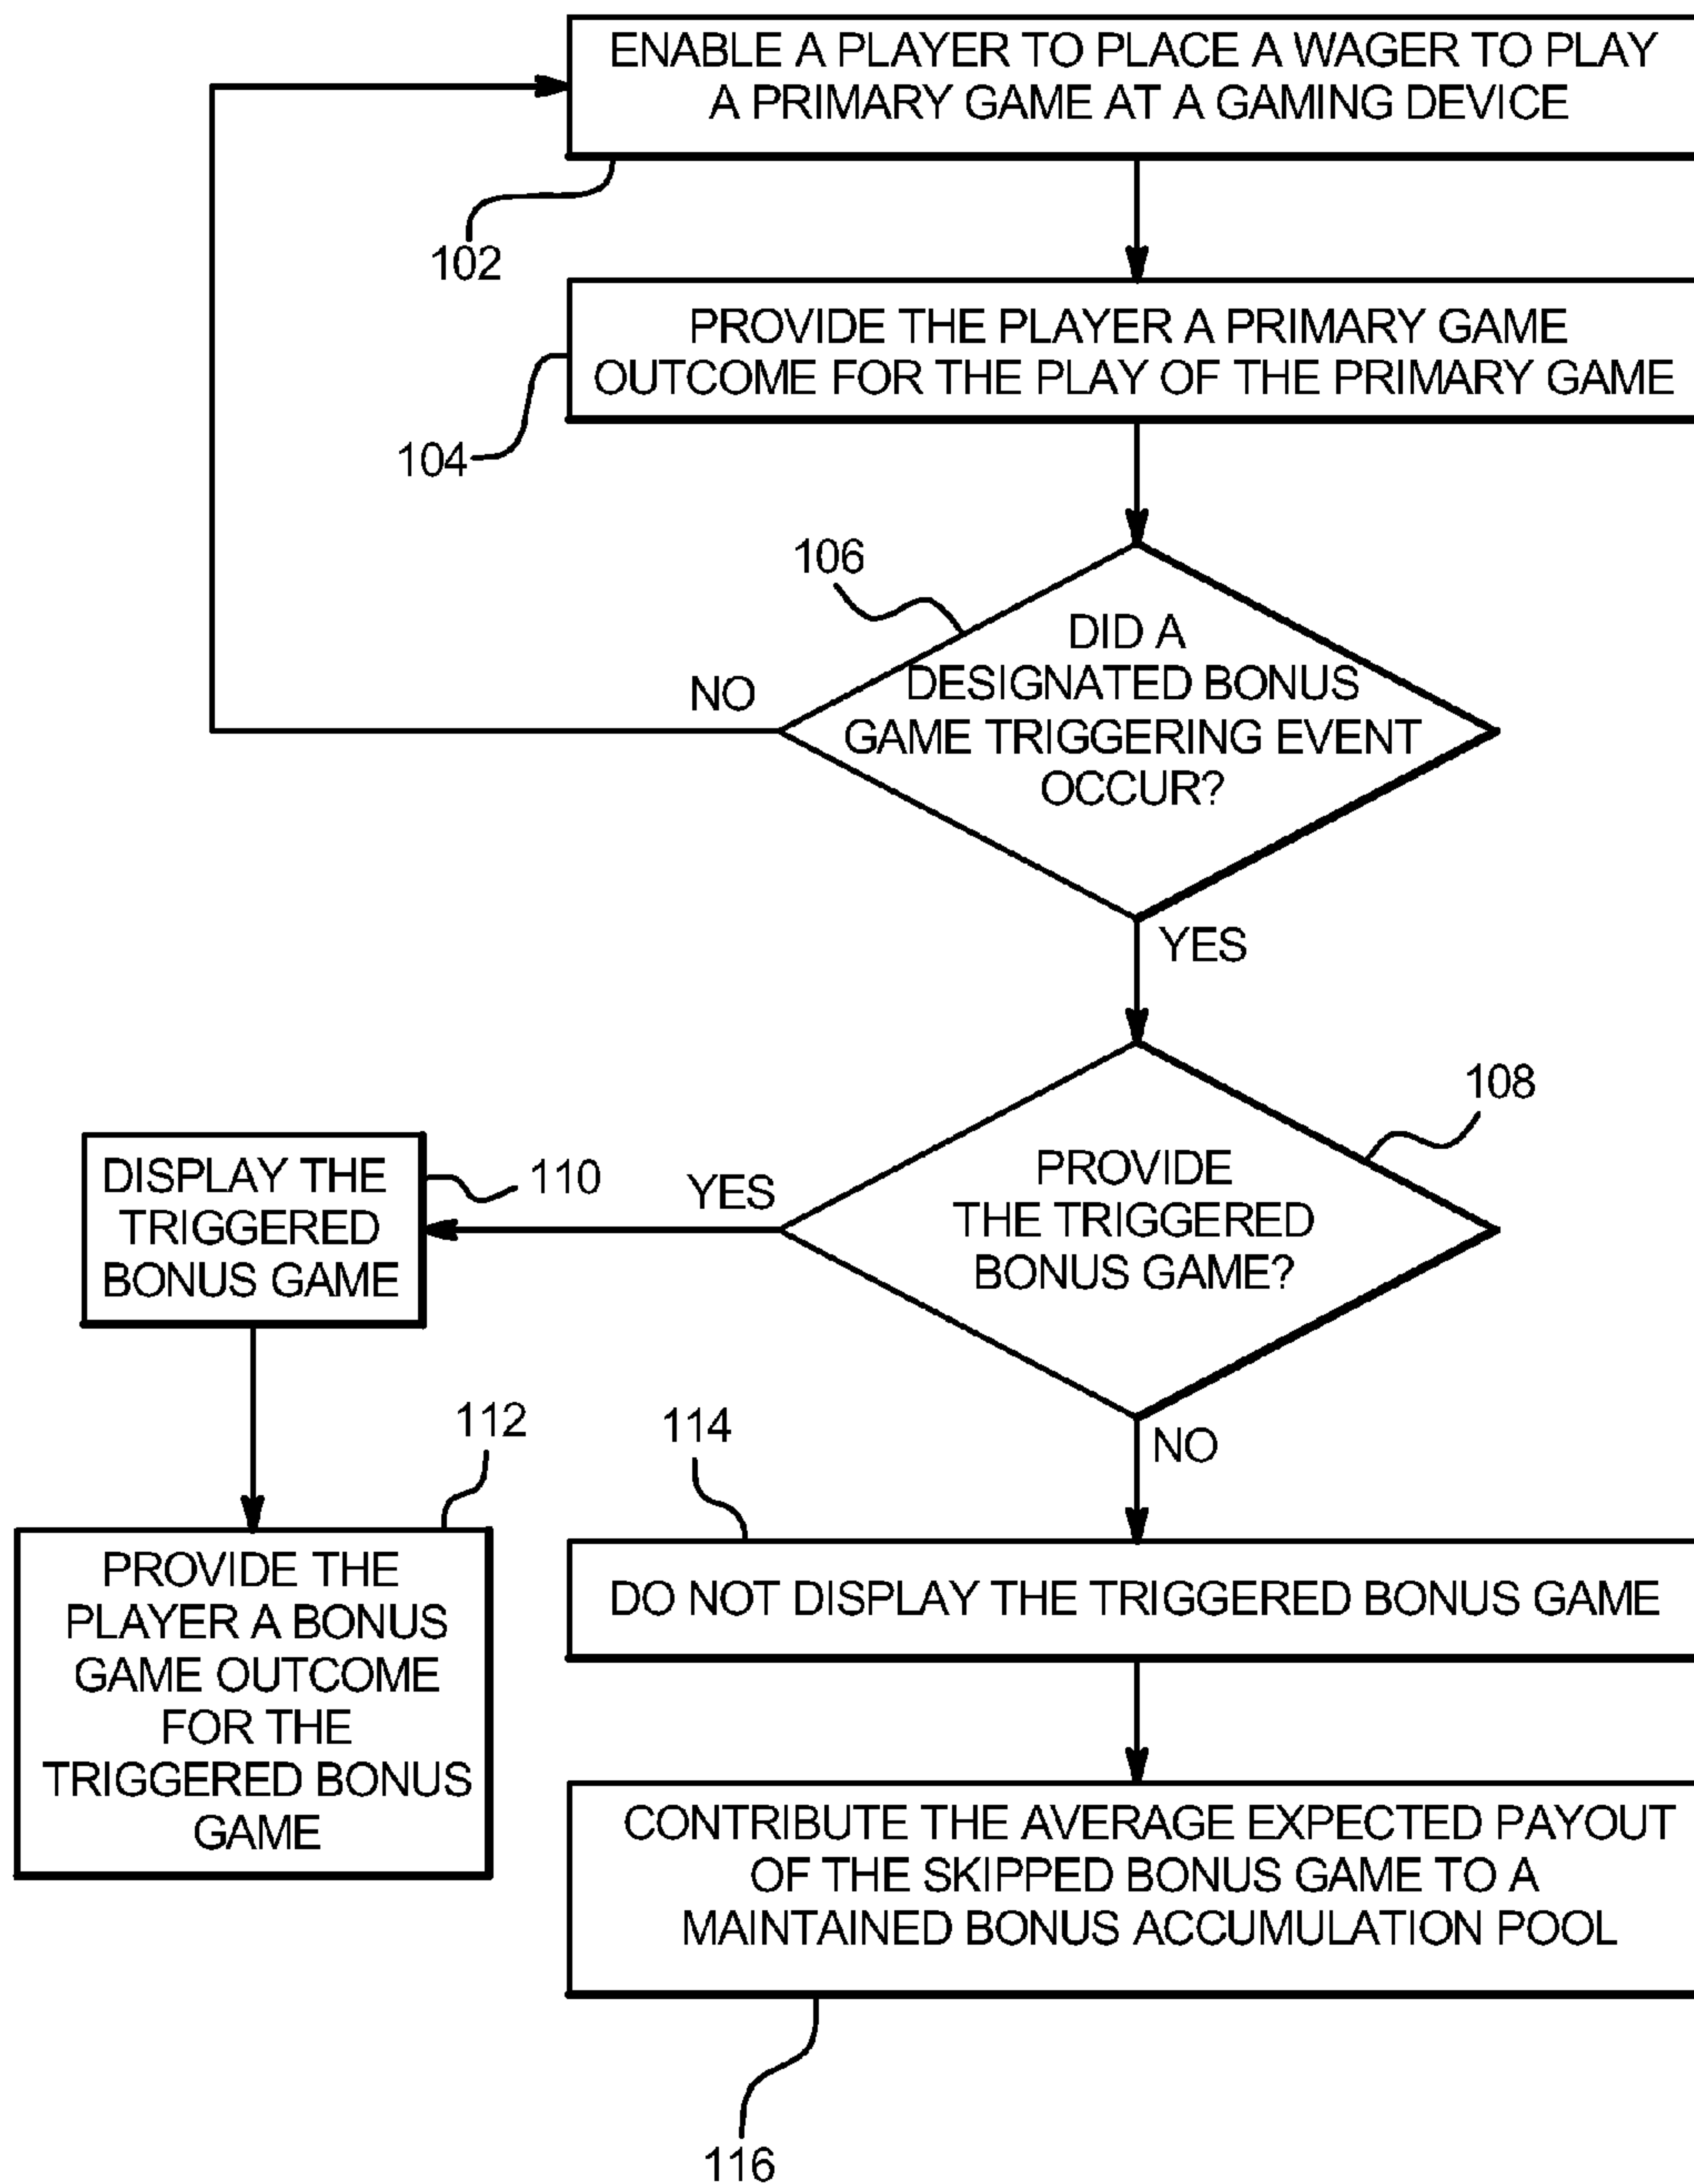 ENABLE A PLAYER TO PLACE A WAGER TO PLAY
A PRIMARY GAME AT A GAMING DEVICE
102
PROVIDE THE PLAYER A PRIMARY GAME
OUTCOME FOR THE PLAY OF THE PRIMARY GAME
104
106
DID A
DESIGNATED BONUS
GAME TRIGGERING EVENT
OCCUR?
NO
YES
108
PROVIDE
THE TRIGGERED
BONUS GAME?
YES
110
DISPLAY THE
TRIGGERED
BONUS GAME
112
PROVIDE THE
PLAYER A BONUS
GAME OUTCOME
FOR THE
TRIGGERED BONUS
GAME
NO
114
DO NOT DISPLAY THE TRIGGERED BONUS GAME
CONTRIBUTE THE AVERAGE EXPECTED PAYOUT
OF THE SKIPPED BONUS GAME TO A
MAINTAINED BONUS ACCUMULATION POOL
116